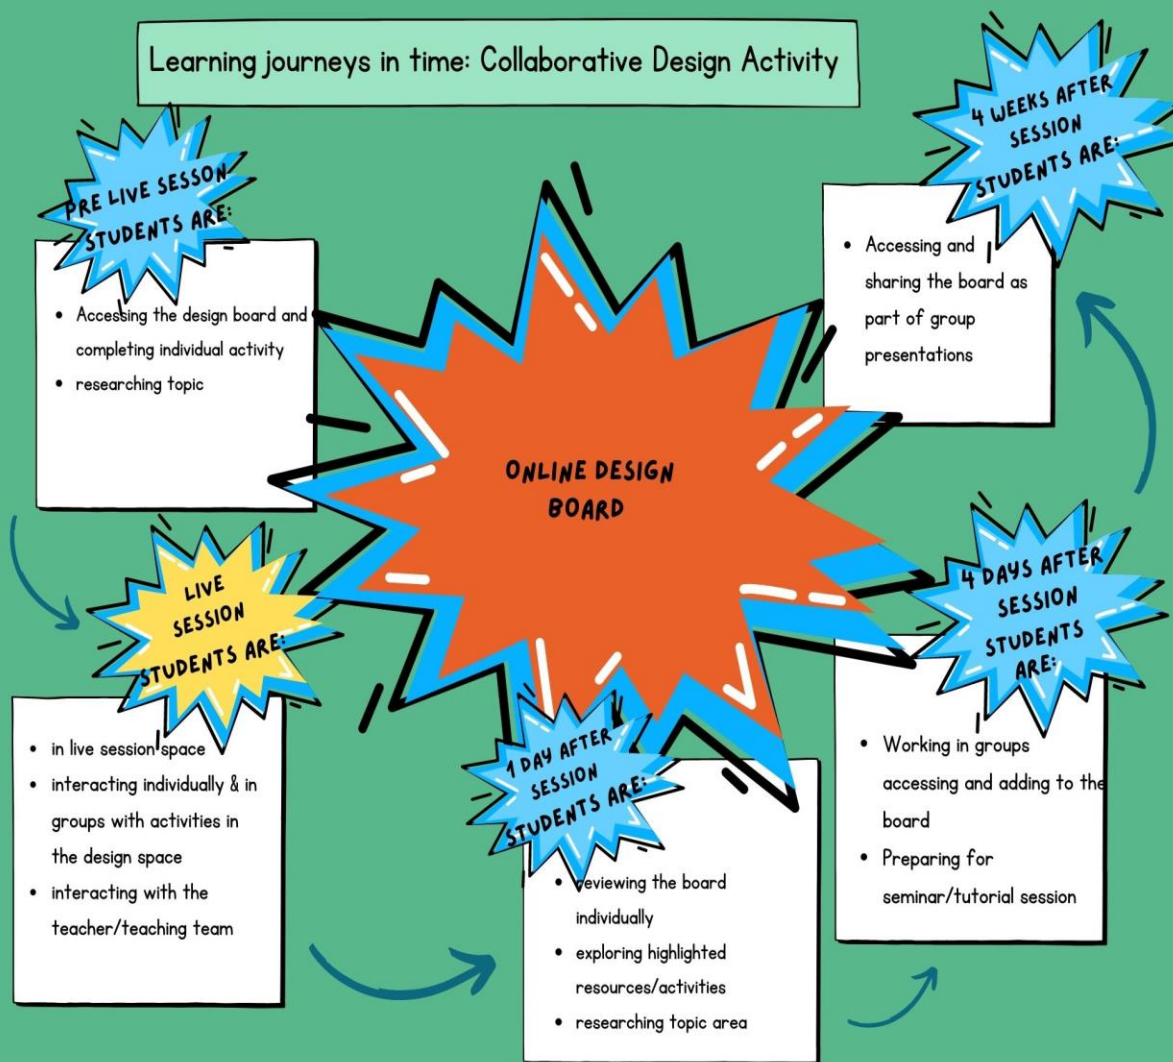 Learning journeys in time: Collaborative Design Activity
PRE LIVE SESSON
STUDENTS ARE:
• Accessing the design board and
completing individual activity
• researching topic
LIVE
SESSION
STUDENTS ARE:
• in live session space
• interacting individually & in
groups with activities in
the design space
• interacting with the
teacher/teaching team
ONLINE DESIGN
BOARD
1 DAY AFTER
SESSION
STUDENTS ARE:
• reviewing the board
individually
• exploring highlighted
resources/activities
• researching topic area
4 DAYS AFTER
SESSION
STUDENTS
ARE:
• Working in groups
accessing and adding to the
board
• Preparing for
seminar/tutorial session
4 WEEKS AFTER
SESSION
STUDENTS ARE:
• Accessing and
sharing the board as
part of group
presentations